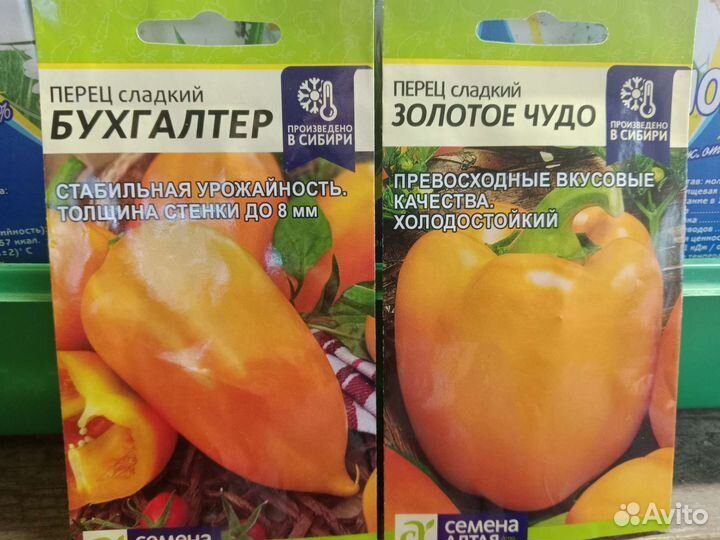 ПЕРЕЦ СЛАДКИЙ
БУХГАЛТЕР
ПРОИЗВЕДЕНО
В СИБИРИ
СТАБИЛЬНАЯ УРОЖАЙНОСТЬ.
ТОЛЩИНА СТЕНКИ ДО 8 мм
ПЕРЕЦ СЛАДКИЙ
ЗОЛОТОЕ ЧУДО
ПРОИЗВЕДЕНО
В СИБИРИ
ПРЕВОСХОДНЫЕ ВКУСОВЫЕ
КАЧЕСТВА.
ХОЛОДОСТОЙКИЙ
семена
семена
АЛТАЯ
Avito